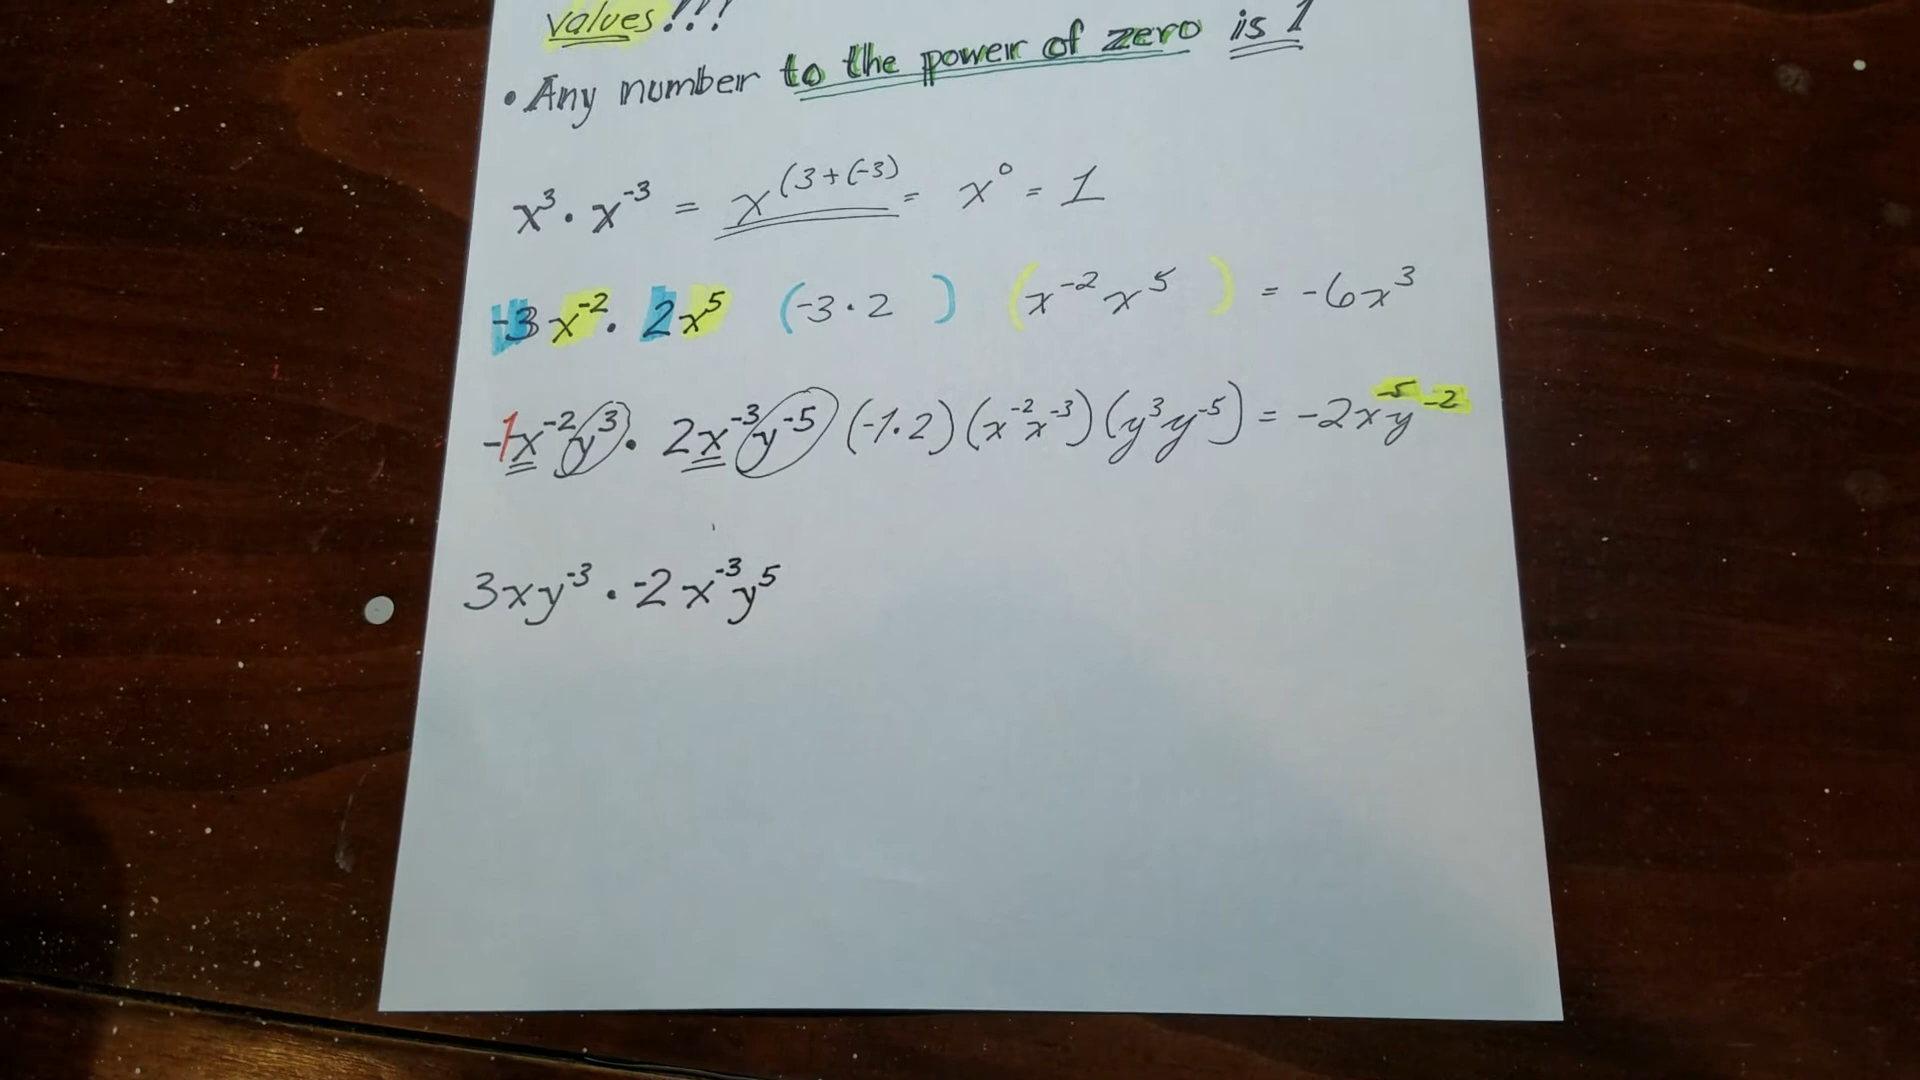 values!!!
• Any number to the power of zero is 1
x³ · x⁻³ = x⁽³⁺⁽⁻³⁾ = x⁰ = 1
-3x⁻² · 2x⁵ (-3 · 2) (x⁻² x⁵) = -6x³
-1x⁻²y³ · 2x⁻³y⁻⁵ (-1 · 2)(x⁻²x⁻³)(y³y⁻⁵) = -2x⁻⁵y⁻²
3xy⁻³ · -2x⁻³y⁵